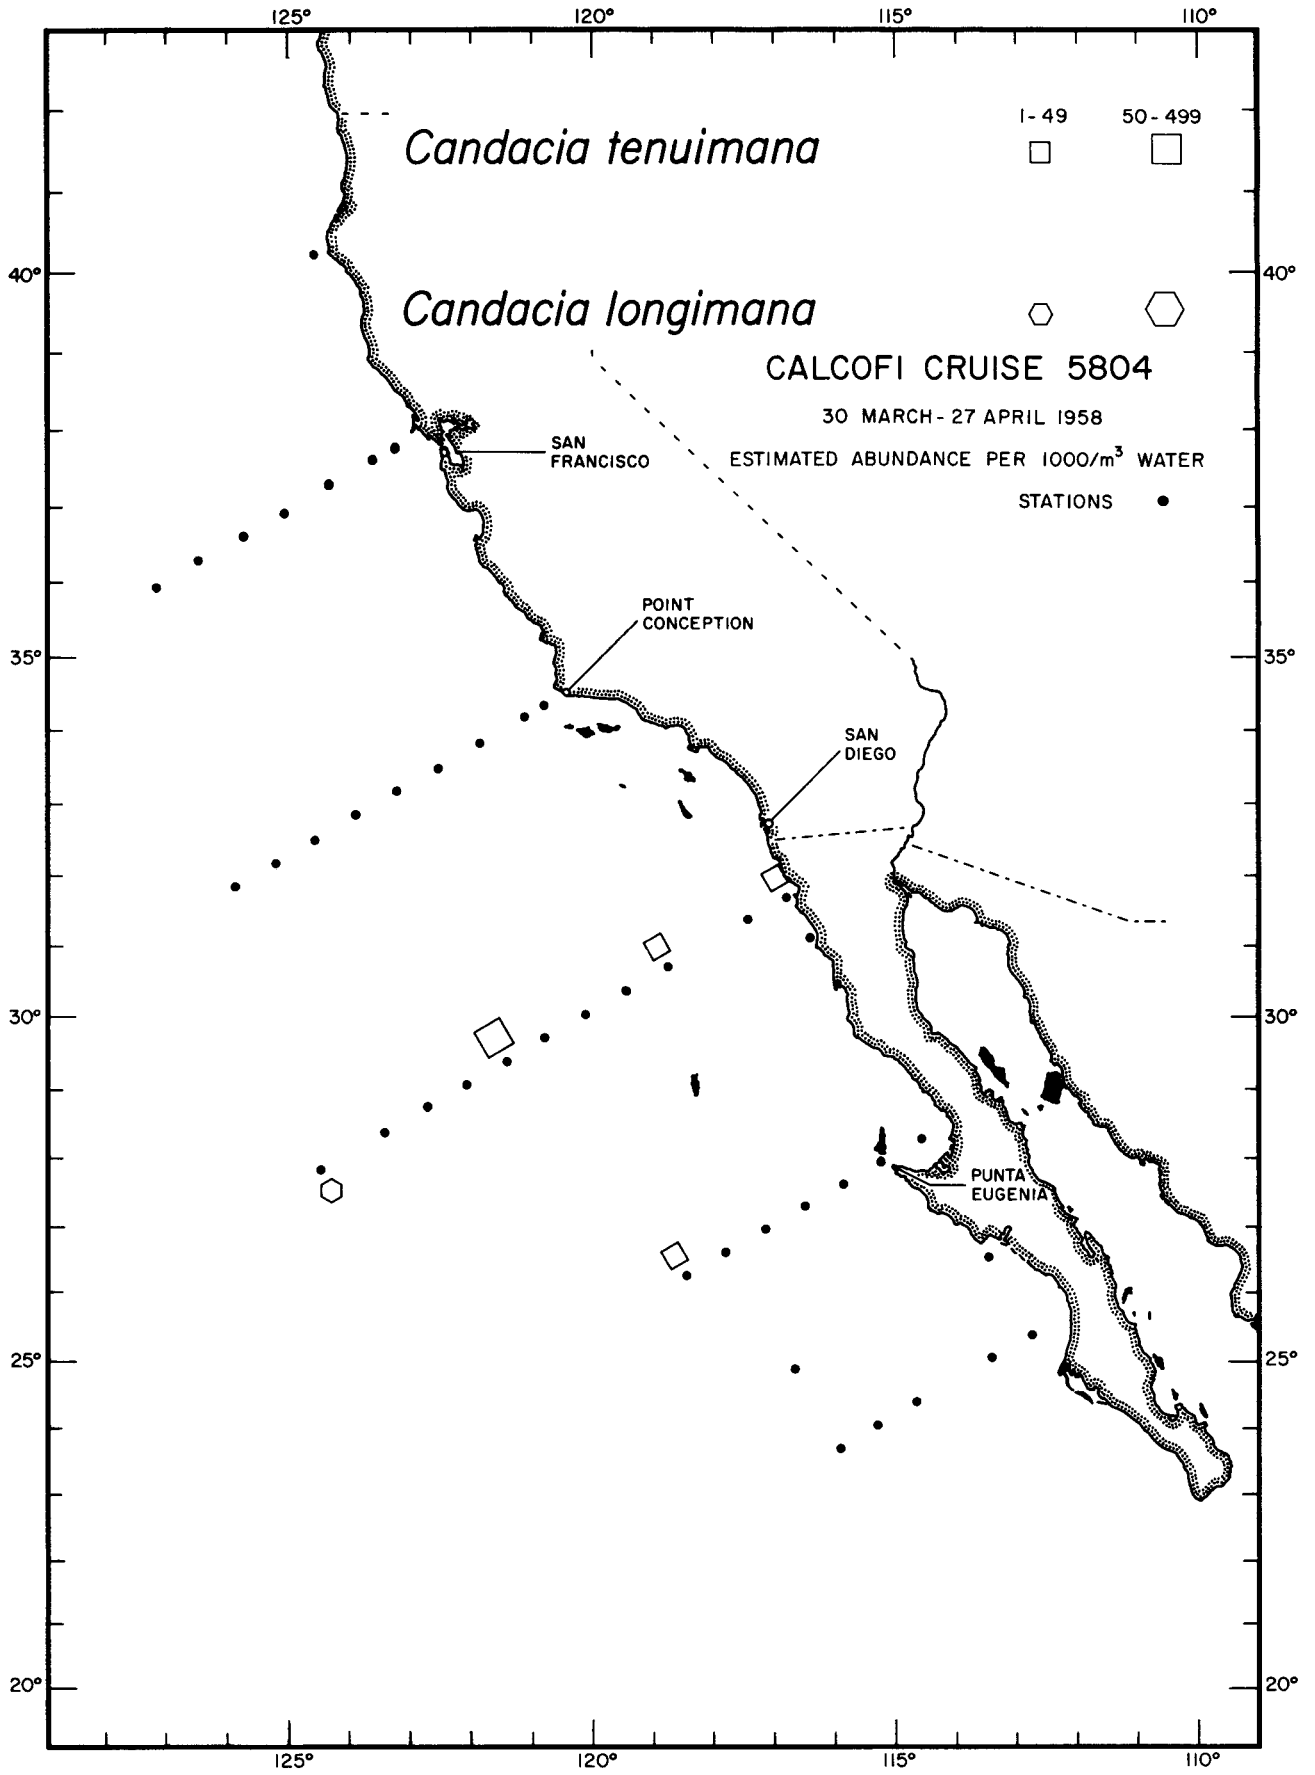 125° 120° 115° 110°
1-49 50-499
Candacia tenuimana
40° 40°
Candacia longimana
CALCOFI CRUISE 5804
30 MARCH-27 APRIL 1958
SAN
FRANCISCO
ESTIMATED ABUNDANCE PER 1000/m³ WATER
STATIONS
POINT
CONCEPTION
35° 35°
SAN
DIEGO
30° 30°
PUNTA
EUGENIA
25° 25°
20° 20°
125° 120° 115° 110°